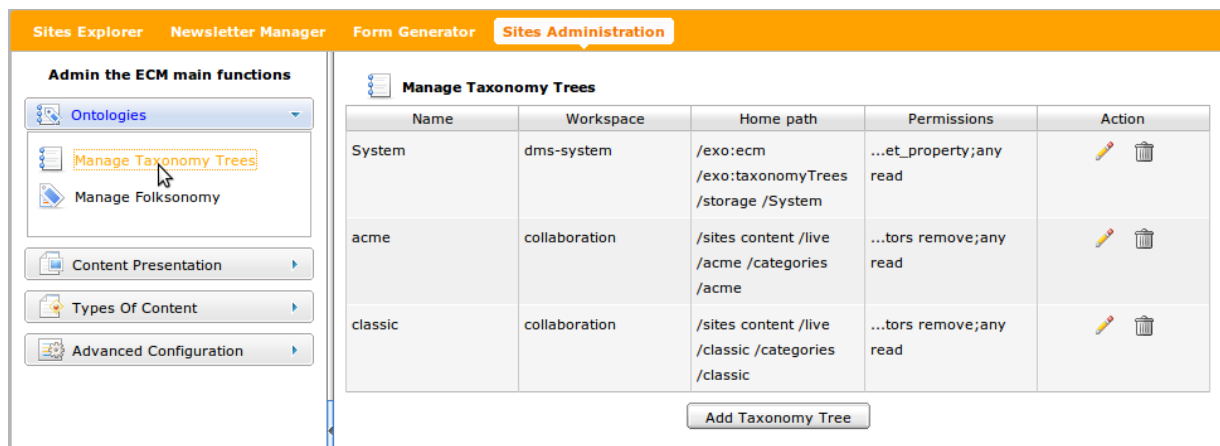 Sites Explorer Newsletter Manager Form Generator Sites Administration
Admin the ECM main functions
Ontologies
Manage Taxonomy Trees
Manage Folksonomy
Content Presentation
Types Of Content
Advanced Configuration
Manage Taxonomy Trees
Name Workspace Home path Permissions Action
System dms-system /exo:ecm ...et_property;any
/exo:taxonomyTrees read
/storage /System
acme collaboration /sites content /live ...tors remove;any
/acme /categories read
/acme
classic collaboration /sites content /live ...tors remove;any
/classic /categories read
/classic
Add Taxonomy Tree